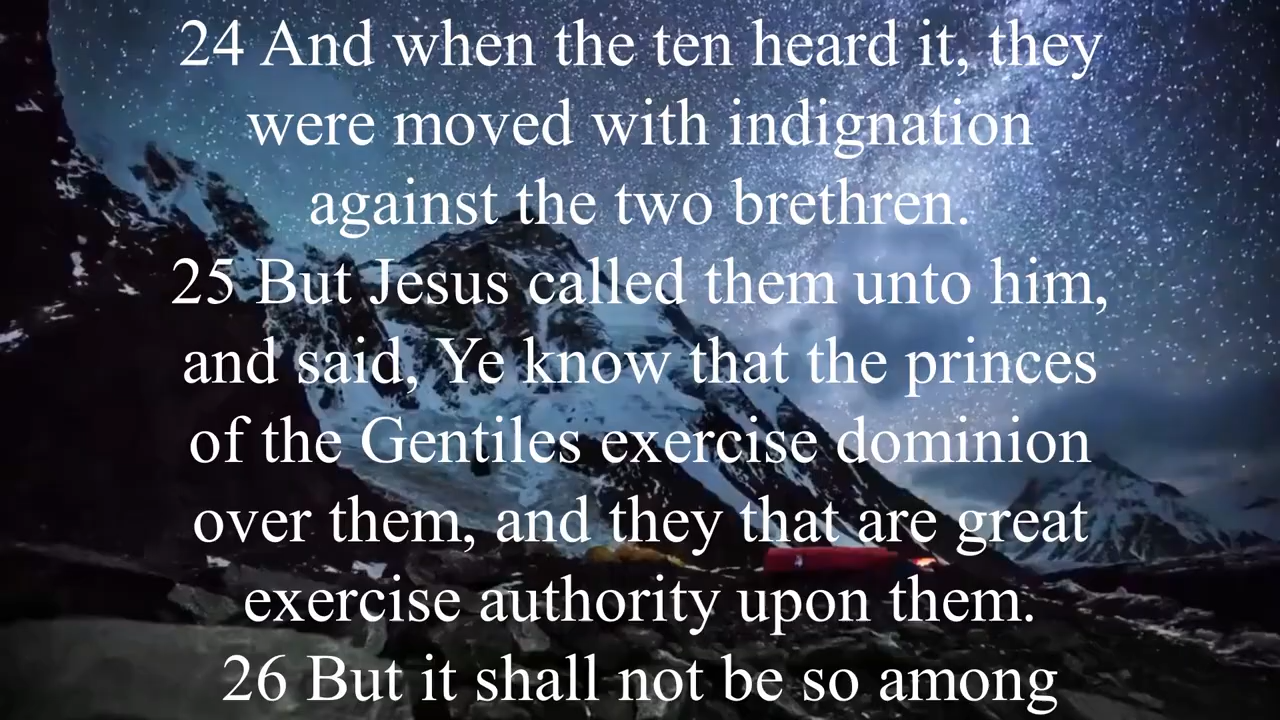 24 And when the ten heard it, they
were moved with indignation
against the two brethren.
25 But Jesus called them unto him,
and said, Ye know that the princes
of the Gentiles exercise dominion
over them, and they that are great
exercise authority upon them.
26 But it shall not be so among